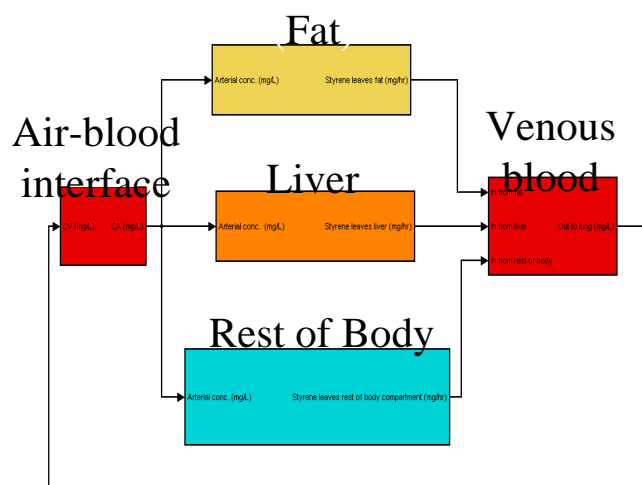 Fat
Arterial conc. (mg/L) Styrene leaves fat (mg/hr)
Air-blood
interface
CV (mg/L) CA (mg/L)
Liver
Arterial conc. (mg/L) Styrene leaves liver (mg/hr)
Venous
blood
In from fat
In from liver Out to lung (mg/L)
In from rest of body
Rest of Body
Arterial conc. (mg/L) Styrene leaves rest of body compartment (mg/hr)